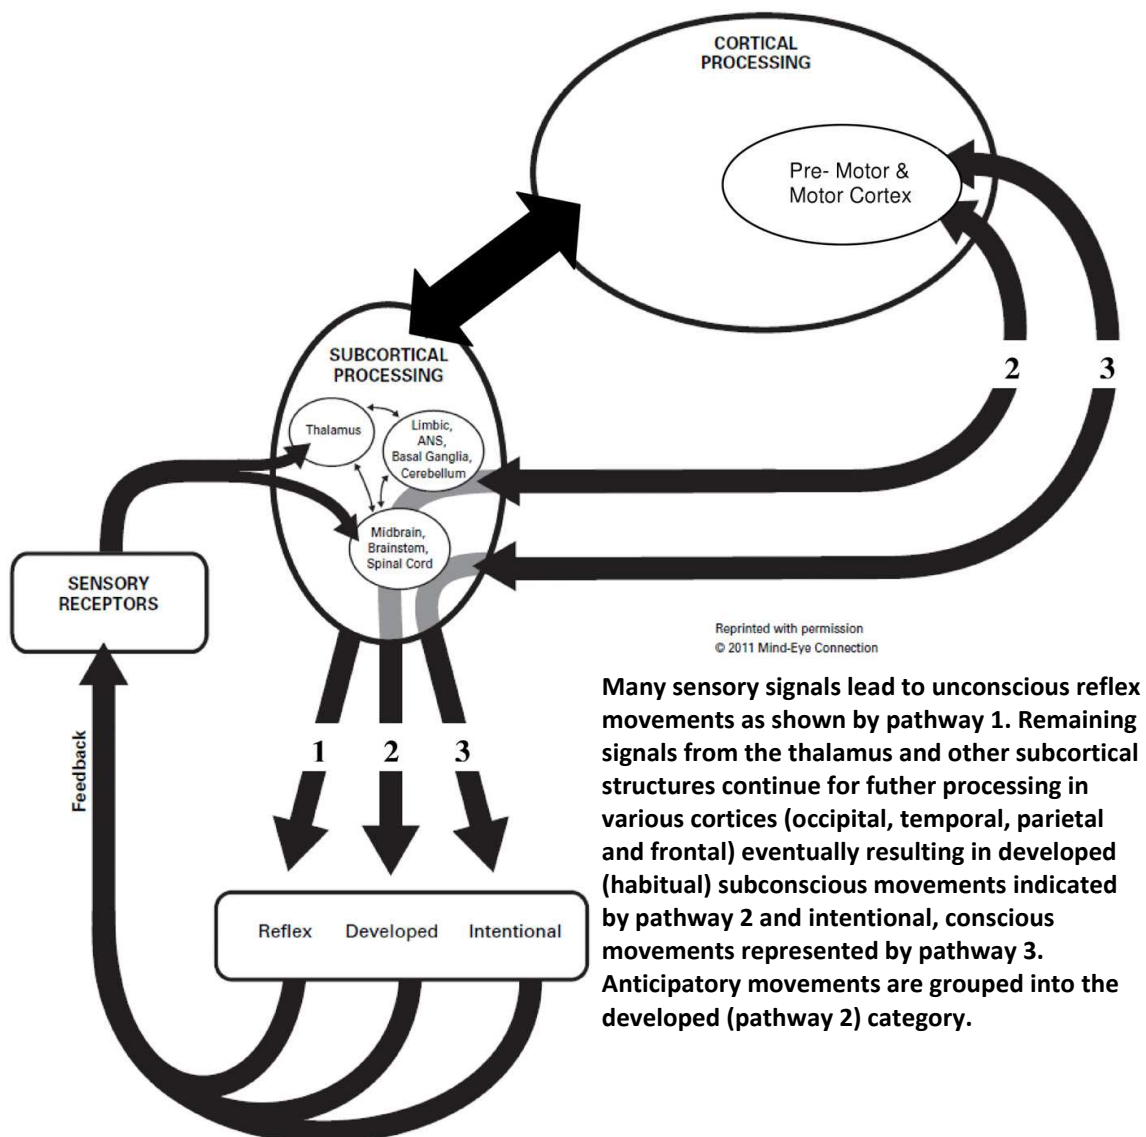 CORTICAL
PROCESSING
Pre- Motor &
Motor Cortex
2
3
SUBCORTICAL
PROCESSING
Thalamus
Limbic,
ANS,
Basal Ganglia,
Cerebellum
Midbrain,
Brainstem,
Spinal Cord
SENSORY
RECEPTORS
Reprinted with permission
© 2011 Mind-Eye Connection
Many sensory signals lead to unconscious reflex
movements as shown by pathway 1. Remaining
signals from the thalamus and other subcortical
structures continue for futher processing in
various cortices (occipital, temporal, parietal
and frontal) eventually resulting in developed
(habitual) subconscious movements indicated
by pathway 2 and intentional, conscious
movements represented by pathway 3.
Anticipatory movements are grouped into the
developed (pathway 2) category.
1
2
3
Feedback
Reflex Developed Intentional